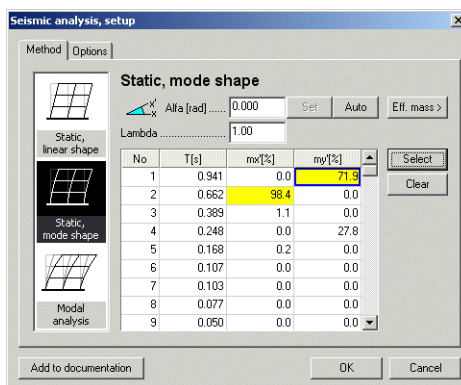 Seismic analysis, setup
Method Options
Static, mode shape
x'
x
Alfa [rad] ...... 0.000 Set Auto Eff. mass >
Lambda .................... 1.00
Static,
linear shape
Static,
mode shape
Modal
analysis
No T[s] mx'[%] my'[%]
1 0.941 0.0 71.9
2 0.662 98.4 0.0
3 0.389 1.1 0.0
4 0.248 0.0 27.8
5 0.168 0.2 0.0
6 0.107 0.0 0.0
7 0.103 0.0 0.0
8 0.077 0.0 0.0
9 0.050 0.0 0.0
Select
Clear
Add to documentation OK Cancel